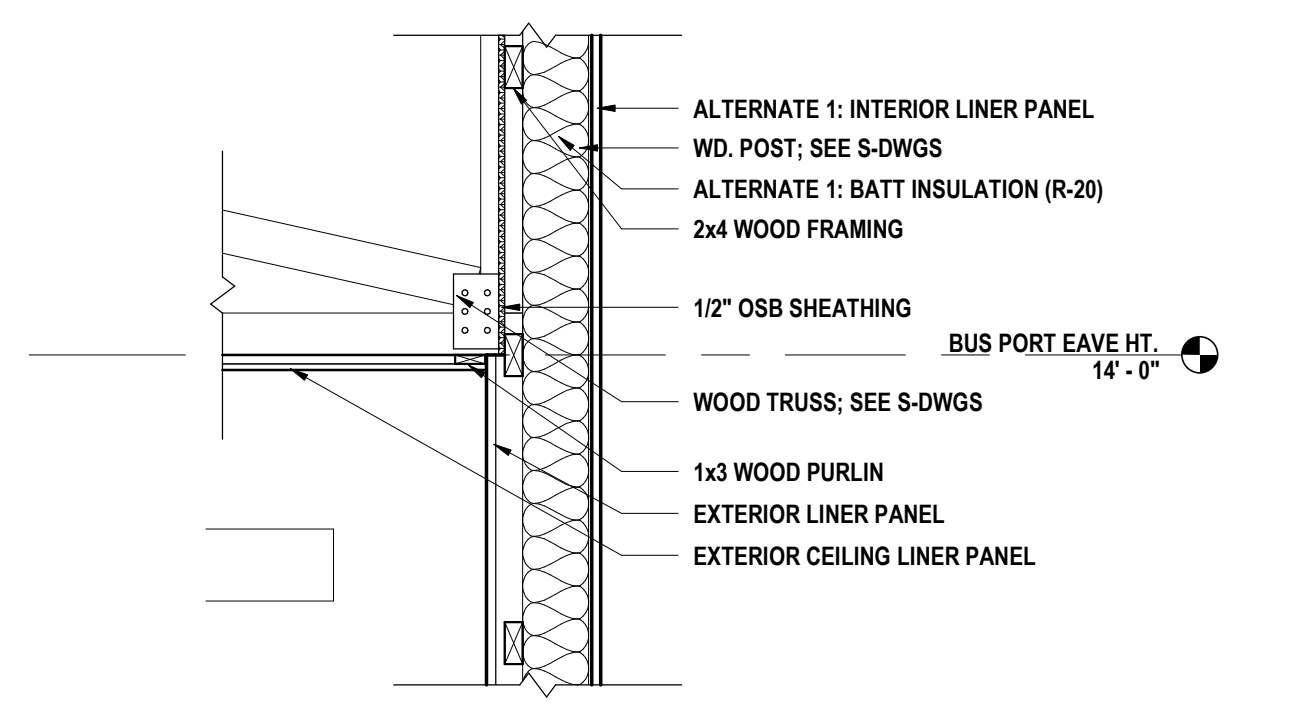 ALTERNATE 1: INTERIOR LINER PANEL
WD. POST; SEE S-DWGS
ALTERNATE 1: BATT INSULATION (R-20)
2x4 WOOD FRAMING
1/2" OSB SHEATHING
BUS PORT EAVE HT.
14' - 0"
WOOD TRUSS; SEE S-DWGS
1x3 WOOD PURLIN
EXTERIOR LINER PANEL
EXTERIOR CEILING LINER PANEL